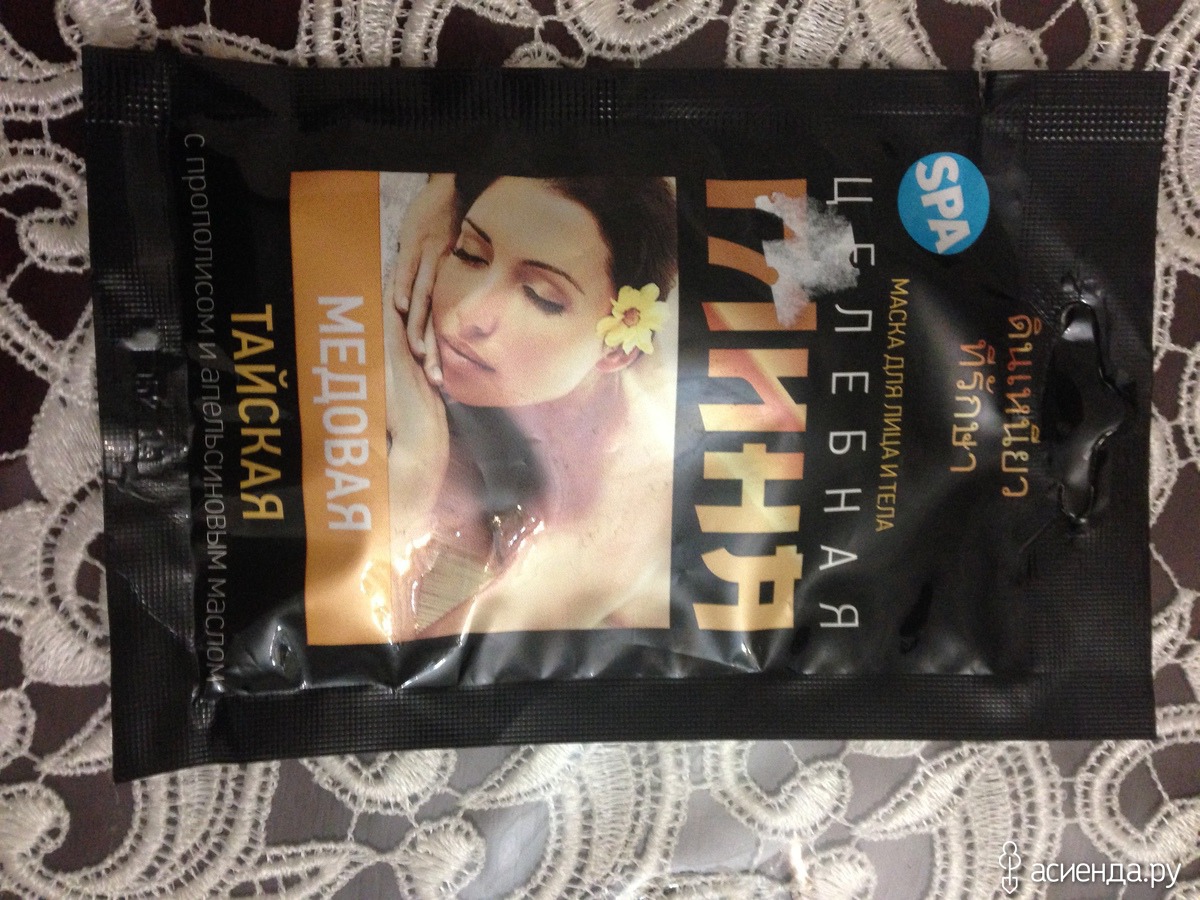 ดินเหนียว
ที่รักษา
SPA
МАСКА ДЛЯ ЛИЦА И ТЕЛА
ЦЕЛЕБНАЯ
ГЛИНА
МЕДОВАЯ
ТАЙСКАЯ
с прополисом и апельсиновым маслом
асиенда.ру